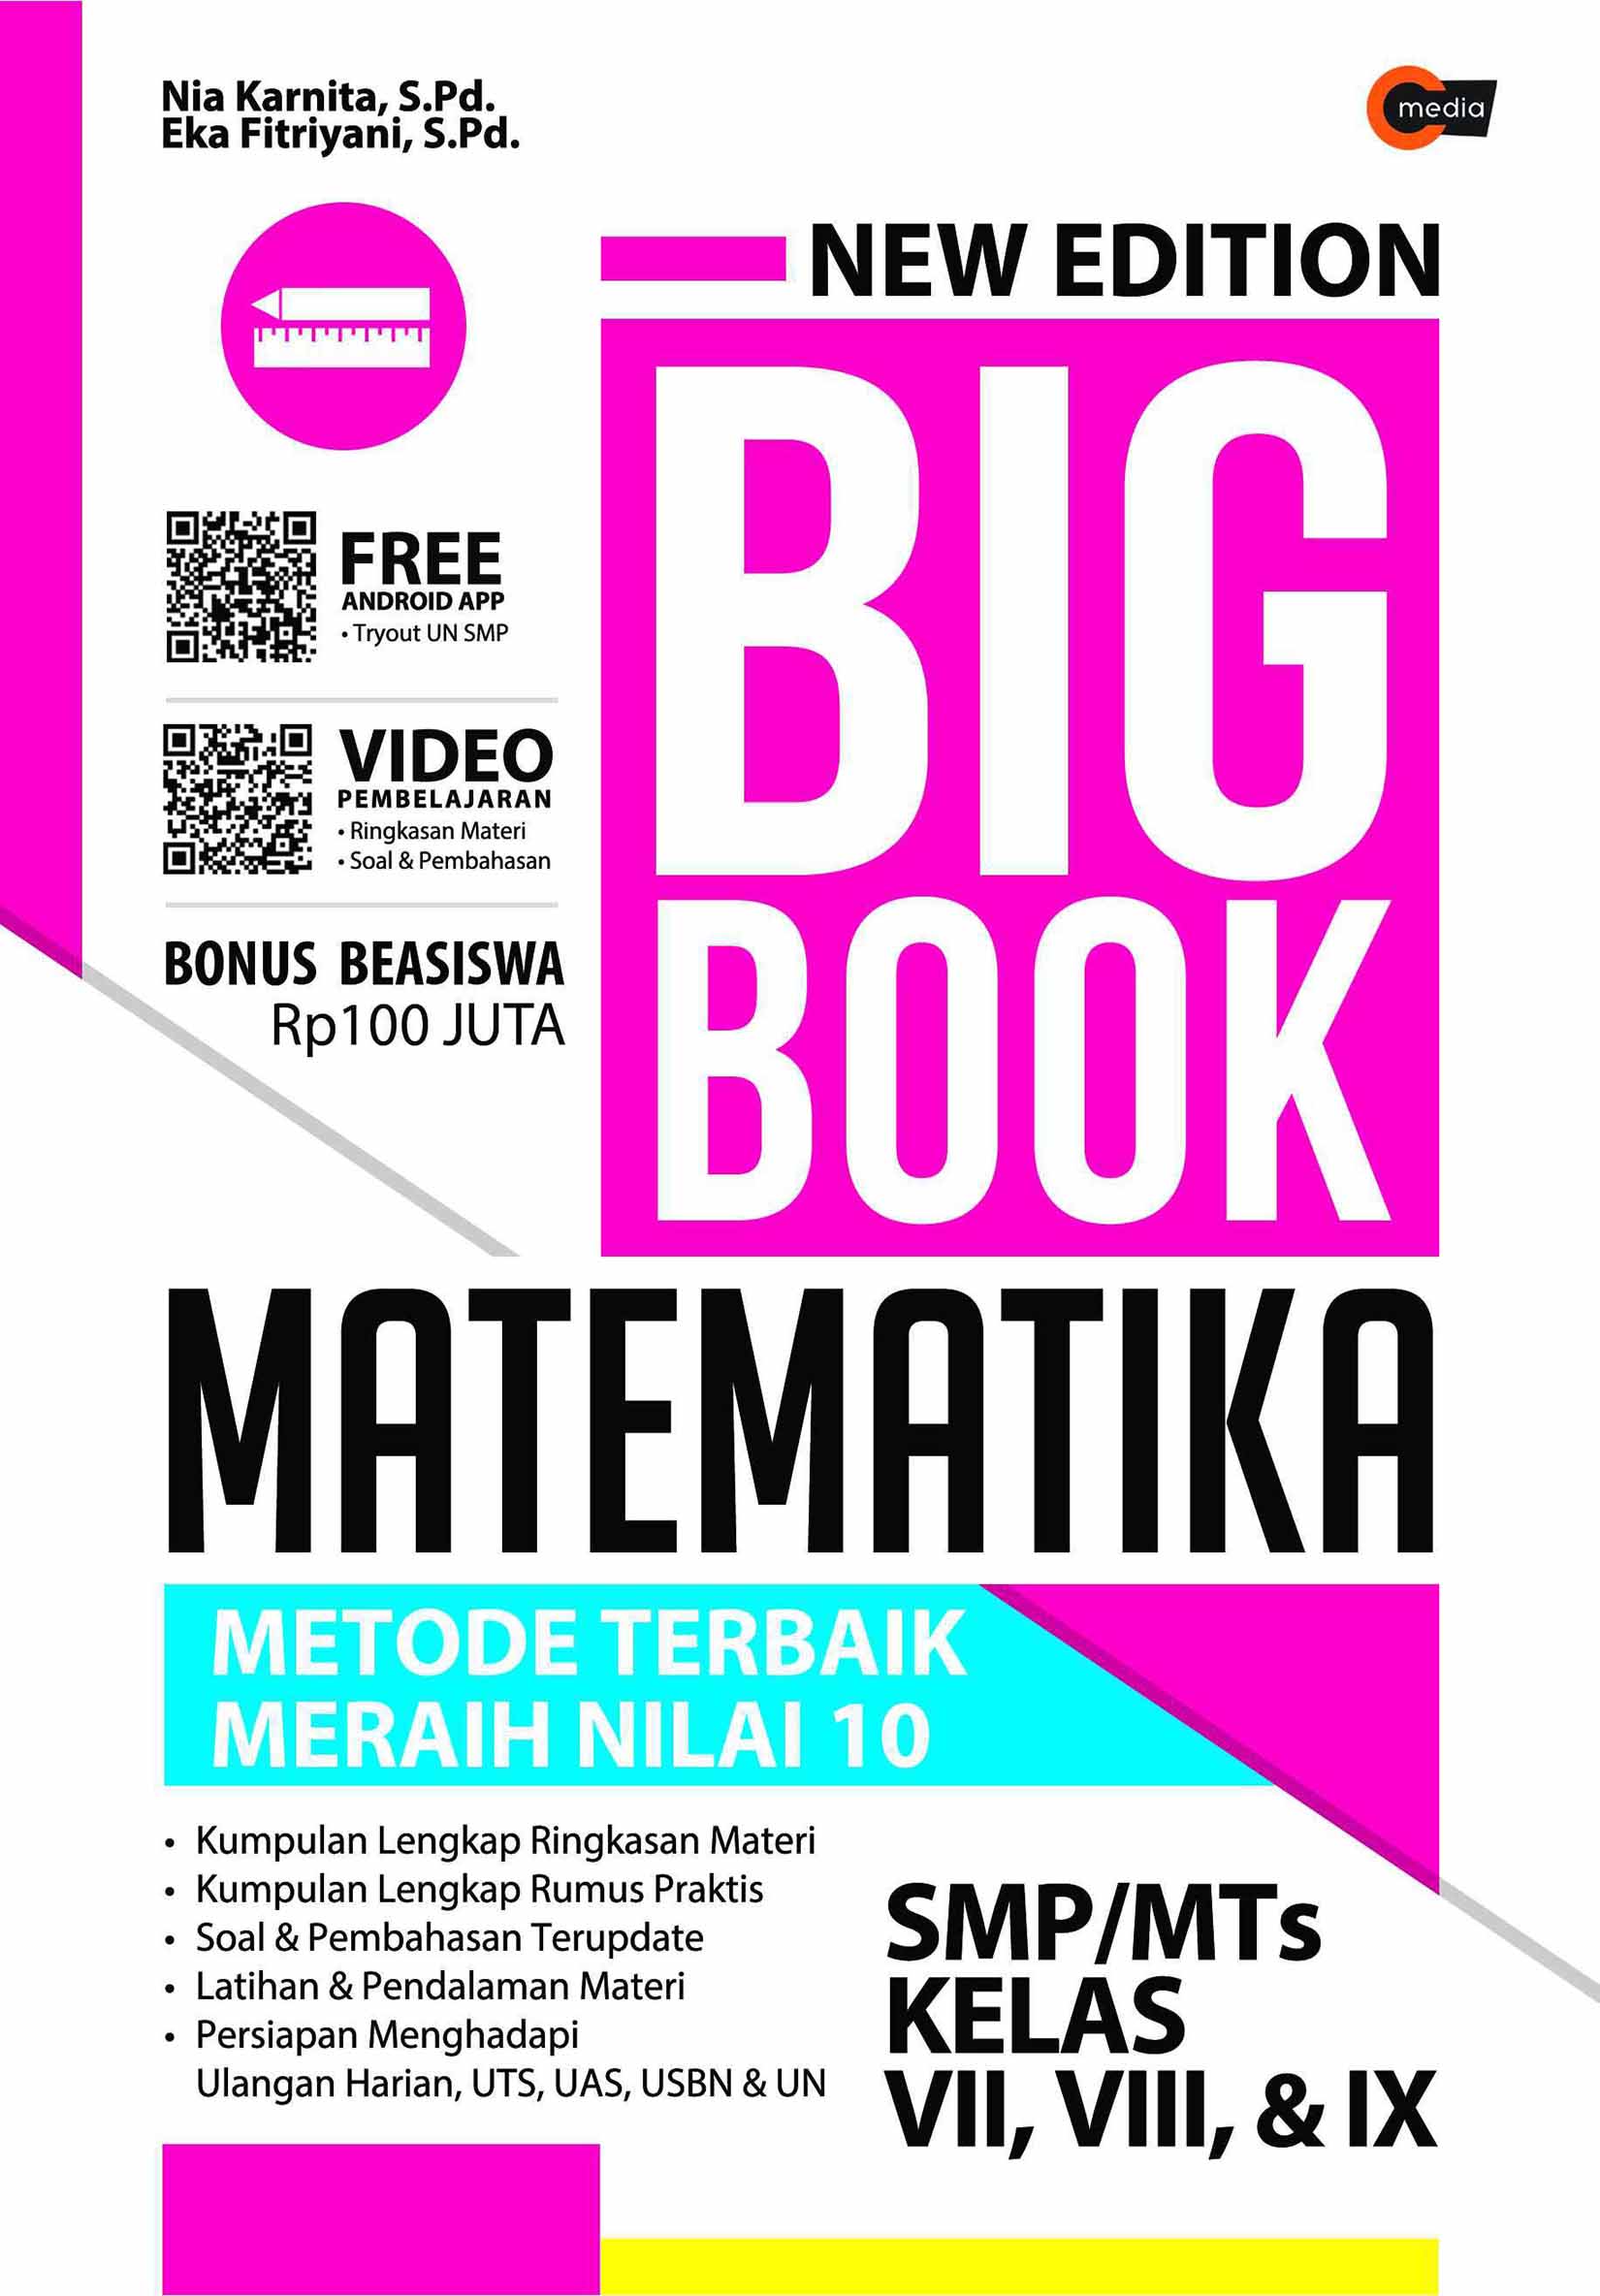 Nia Karnita, S.Pd.
Eka Fitriyani, S.Pd.
media
NEW EDITION
BIG
BOOK
FREE
ANDROID APP
• Tryout UN SMP
VIDEO
PEMBELAJARAN
• Ringkasan Materi
• Soal & Pembahasan
BONUS BEASISWA
Rp100 JUTA
MATEMATIKA
METODE TERBAIK
MERAIH NILAI 10
• Kumpulan Lengkap Ringkasan Materi
• Kumpulan Lengkap Rumus Praktis
• Soal & Pembahasan Terupdate
• Latihan & Pendalaman Materi
• Persiapan Menghadapi
Ulangan Harian, UTS, UAS, USBN & UN
SMP/MTs
KELAS
VII, VIII, & IX